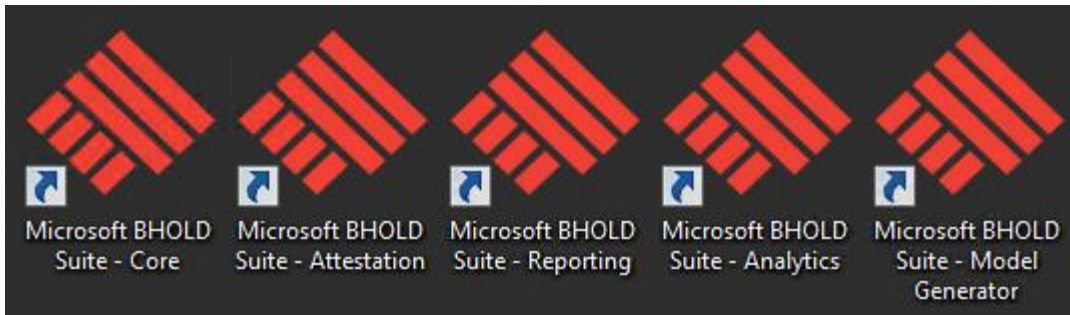 Microsoft BHOLD
Suite - Core
Microsoft BHOLD
Suite - Attestation
Microsoft BHOLD
Suite - Reporting
Microsoft BHOLD
Suite - Analytics
Microsoft BHOLD
Suite - Model
Generator